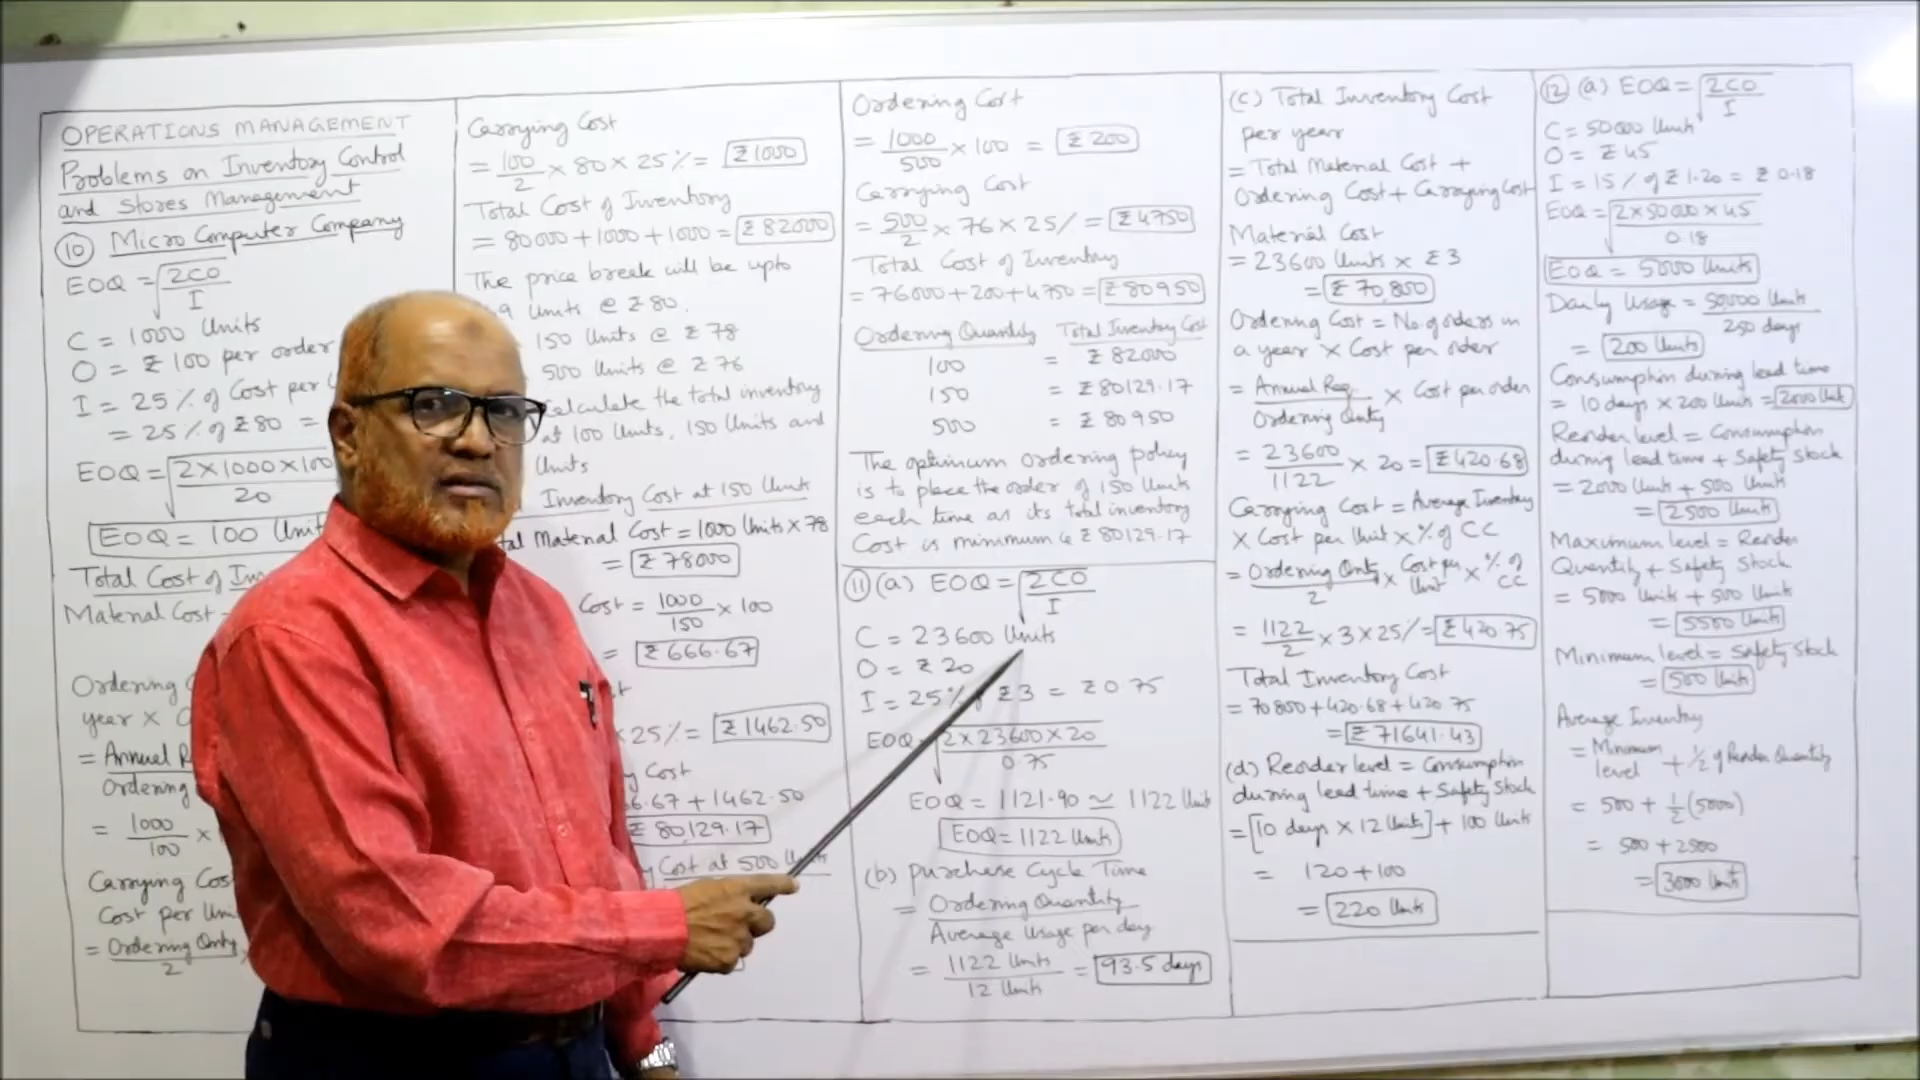 OPERATIONS MANAGEMENT
Problems on Inventory Control
and Stores Management
(10) Micro Computer Company
EOQ = √2CO
I
C = 1000 Units
O = ₹ 100 per order
I = 25% of Cost per
= 25% of ₹ 80 =
EOQ = √2×1000×100
20
EOQ = 100 Unit
Total Cost of
Material Cost
Ordering
year ×
= Annual
Ordering
= 1000 ×
100
Carrying
Cost per
= Ordering Qnty
2
Carrying Cost
= 100 × 80 × 25% = ₹ 1000
2
Total Cost of Inventory
= 80000 + 1000 + 1000 = ₹ 82000
The price break will be upto
Units @ ₹ 80.
150 Units @ ₹ 78
500 Units @ ₹ 76
Calculate the total inventory
at 100 Units, 150 Units and
Units
Inventory Cost at 150 Units
Material Cost = 1000 Units × 78
= ₹ 78000
Cost = 1000 × 100
150
= ₹ 666.67
× 25% = ₹ 1462.50
Cost
.67 + 1462.50
₹ 80,129.17
Cost at 500 Units
Ordering Cost
= 1000 × 100 = ₹ 200
500
Carrying Cost
= 500 × 76 × 25% = ₹ 4750
2
Total Cost of Inventory
= 76000 + 200 + 4750 = ₹ 80950
Ordering Quantity Total Inventory Cost
100 = ₹ 82000
150 = ₹ 80129.17
500 = ₹ 80950
The optimum ordering policy
is to place the order of 150 Units
each time as its total inventory
Cost is minimum ie ₹ 80129.17
(11) (a) EOQ = √2CO
I
C = 23600 Units
O = ₹ 20
I = 25% ₹ 3 = ₹ 0.75
EOQ √2×23600×20
0.75
EOQ = 1121.90 ≃ 1122 Unit
EOQ = 1122 Units
(b) Purchase Cycle Time
= Ordering Quantity
Average Usage per day
= 1122 Units = 93.5 days
12 Units
(c) Total Inventory Cost
per year
= Total Material Cost +
Ordering Cost + Carrying Cost
Material Cost
= 23600 Units × ₹ 3
= ₹ 70,800
Ordering Cost = No. of orders in
a year × Cost per order
= Annual Req. × Cost per order
Ordering Qnty
= 23600 × 20 = ₹ 420.68
1122
Carrying Cost = Average Inventory
× Cost per Unit × % of CC
= Ordering Qnty × Cost per Unit × % of CC
2
= 1122 × 3 × 25% = ₹ 420.75
2
Total Inventory Cost
= 70800 + 420.68 + 420.75
= ₹ 71641.43
(d) Reorder level = Consumption
during lead time + Safety Stock
= [10 days × 12 Units] + 100 Units
= 120 + 100
= 220 Units
(12) (a) EOQ = √2CO
I
C = 50000 Units
O = ₹ 45
I = 15% of ₹ 1.20 = ₹ 0.18
EOQ = √2×50000×45
0.18
EOQ = 5000 Units
Daily Usage = 50,000 Units
250 days
= 200 Units
Consumption during lead time
= 10 days × 200 Units = 2000 Unit
Reorder level = Consumption
during lead time + Safety Stock
= 2000 Units + 500 Units
= 2500 Units
Maximum level = Reorder
Quantity + Safety Stock
= 5000 Units + 500 Units
= 5500 Units
Minimum level = Safety Stock
= 500 Units
Average Inventory
= Minimum level + 1/2 of Reorder Quantity
= 500 + 1/2 (5000)
= 500 + 2500
= 3000 Units